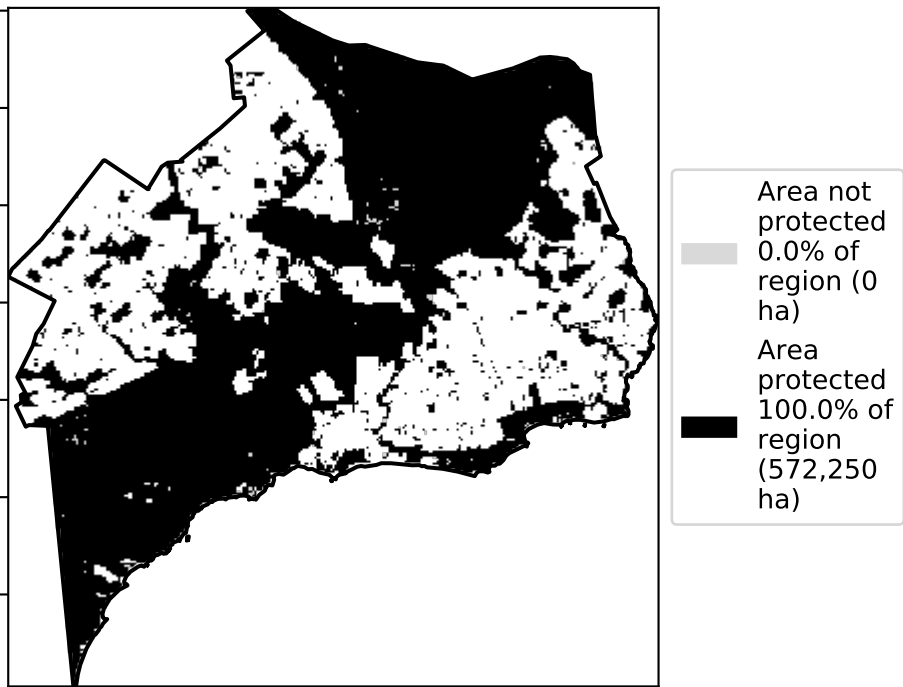 Area not
protected
0.0% of
region (0
ha)
Area
protected
100.0% of
region
(572,250
ha)